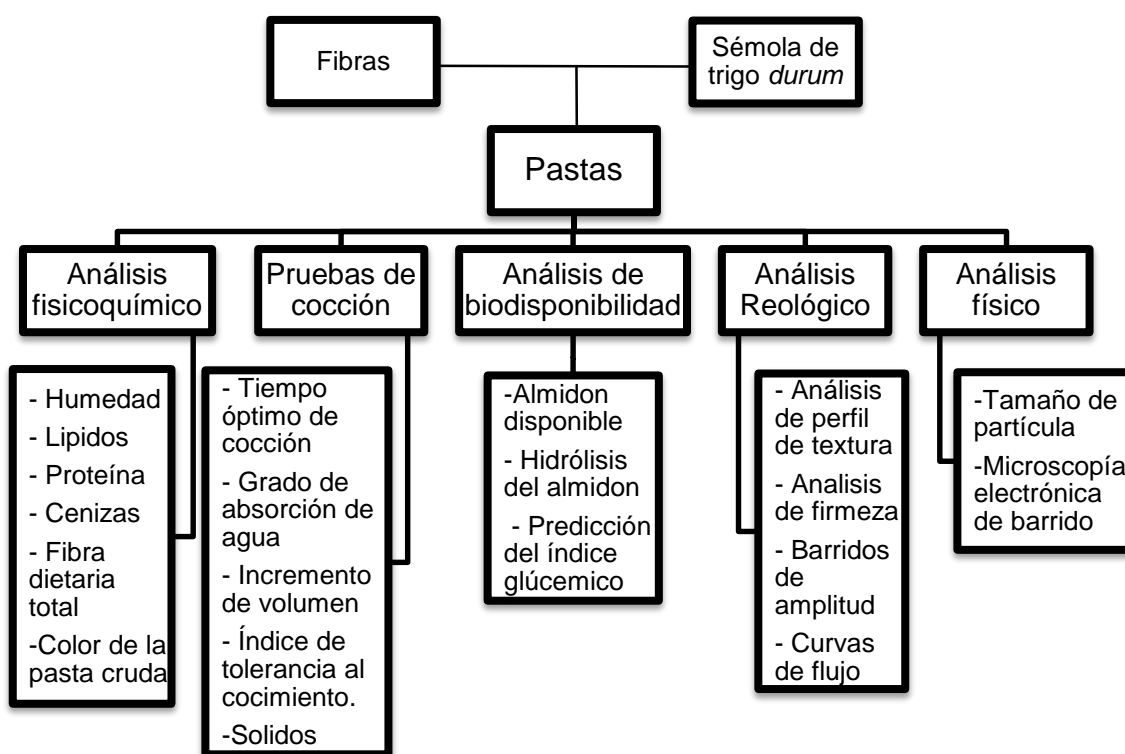 Fibras
Sémola de
trigo durum
Pastas
Análisis
fisicoquímico
Pruebas de
cocción
Análisis de
biodisponibilidad
Análisis
Reológico
Análisis
físico
- Humedad
- Lipidos
- Proteína
- Cenizas
- Fibra
dietaria
total
-Color de la
pasta cruda
- Tiempo
óptimo de
cocción
- Grado de
absorción de
agua
- Incremento
de volumen
- Índice de
tolerancia al
cocimiento.
-Solidos
-Almidon
disponible
- Hidrólisis
del almidon
- Predicción
del índice
glúcemico
- Análisis
de perfil
de textura
- Analisis
de firmeza
- Barridos
de
amplitud
- Curvas
de flujo
-Tamaño de
partícula
-Microscopía
electrónica
de barrido